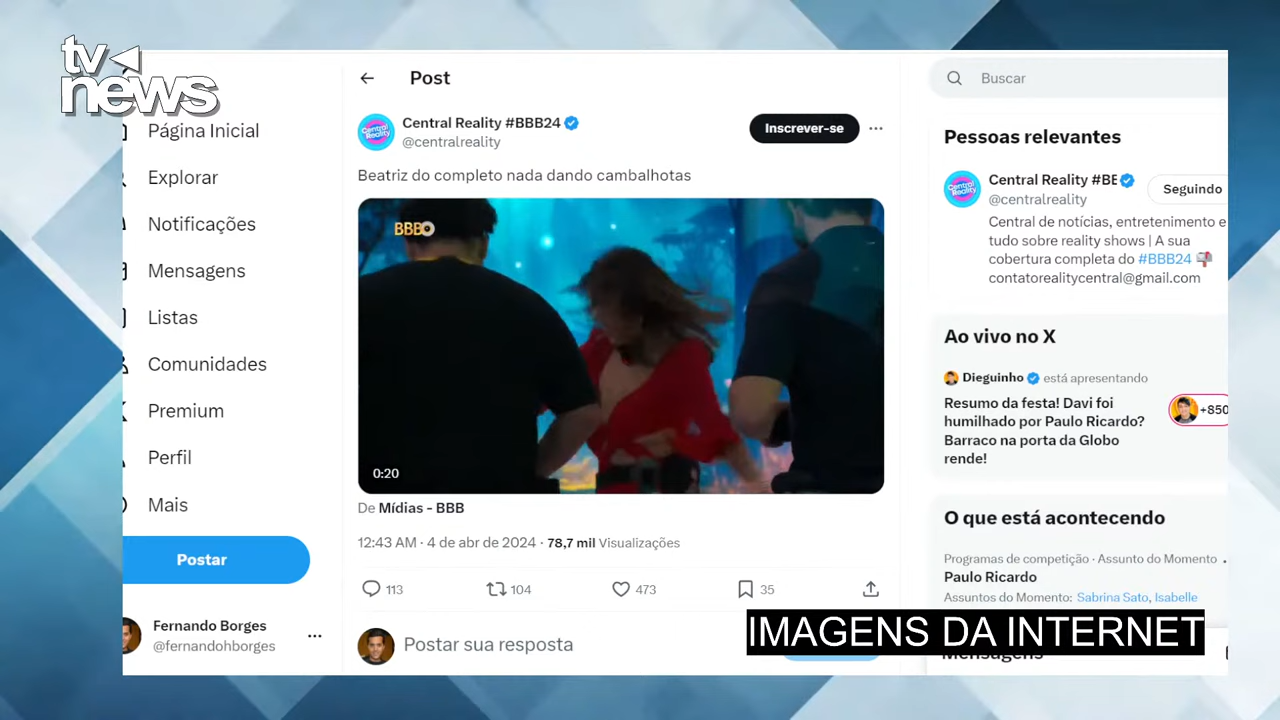 tv
news
Página Inicial
Explorar
Notificações
Mensagens
Listas
Comunidades
Premium
Perfil
Mais
Postar
Fernando Borges
@fernandohborges
Post
Central Reality
Central Reality #BBB24
@centralreality
Inscrever-se
Beatriz do completo nada dando cambalhotas
BBB
0:20
De Mídias - BBB
12:43 AM · 4 de abr de 2024 · 78,7 mil Visualizações
113
104
473
35
Postar sua resposta
Buscar
Pessoas relevantes
Central Reality
Central Reality #BE
@centralreality
Seguindo
Central de notícias, entretenimento e
tudo sobre reality shows | A sua
cobertura completa do #BBB24
contatorealitycentral@gmail.com
Ao vivo no X
Dieguinho está apresentando
Resumo da festa! Davi foi
humilhado por Paulo Ricardo?
Barraco na porta da Globo
rende!
+850
O que está acontecendo
Programas de competição · Assunto do Momento
Paulo Ricardo
Assuntos do Momento: Sabrina Sato, Isabelle
IMAGENS DA INTERNET
Mensagens